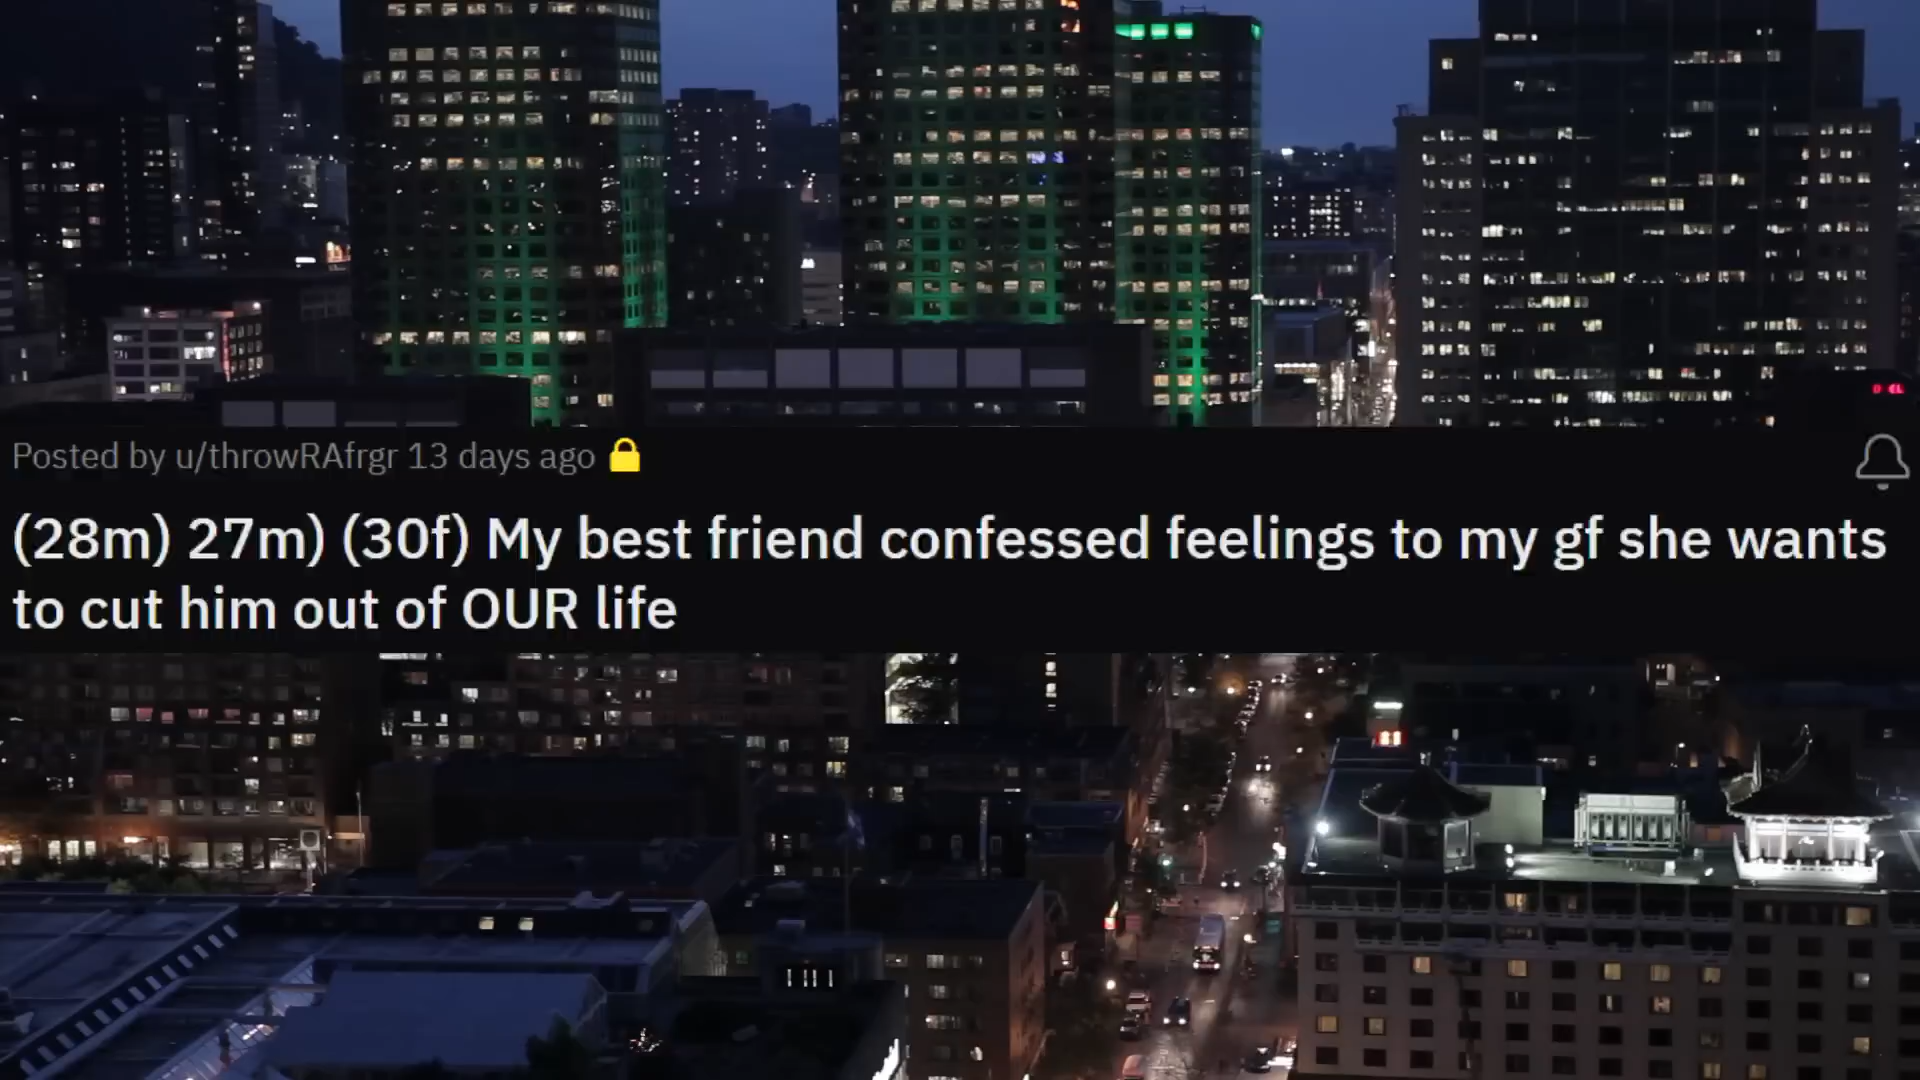 Posted by u/throwRAfrgr 13 days ago
(28m) 27m) (30f) My best friend confessed feelings to my gf she wants
to cut him out of OUR life